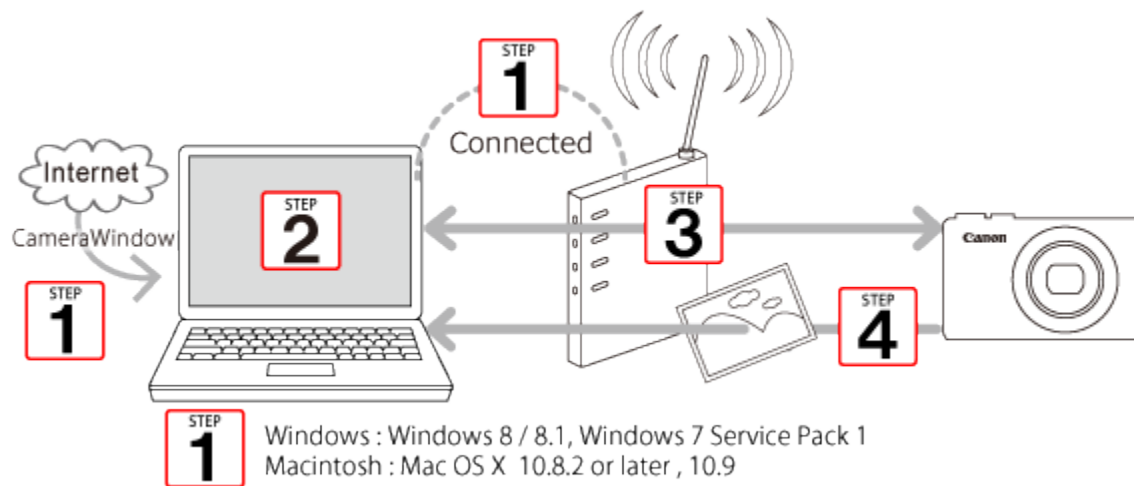 STEP
1
Connected
Internet
CameraWindow
STEP
1
STEP
2
STEP
3
Canon
STEP
4
STEP
1
Windows : Windows 8 / 8.1, Windows 7 Service Pack 1
Macintosh : Mac OS X 10.8.2 or later , 10.9